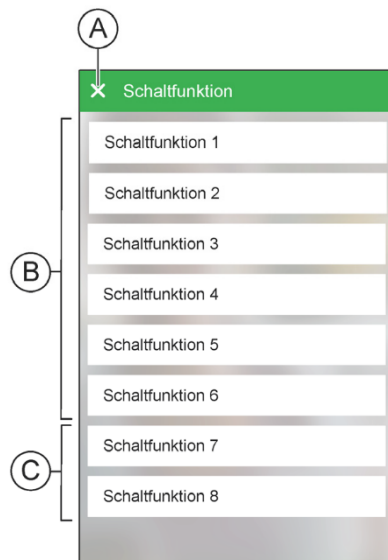 A
× Schaltfunktion
Schaltfunktion 1
Schaltfunktion 2
Schaltfunktion 3
B
Schaltfunktion 4
Schaltfunktion 5
Schaltfunktion 6
Schaltfunktion 7
C
Schaltfunktion 8